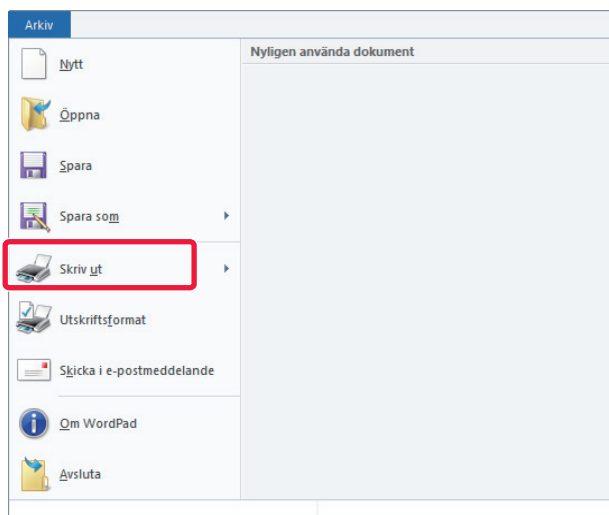 Arkiv
Nyligen använda dokument
Nytt
Öppna
Spara
Spara som
Skriv ut
Utskriftsformat
Skicka i e-postmeddelande
Om WordPad
Avsluta